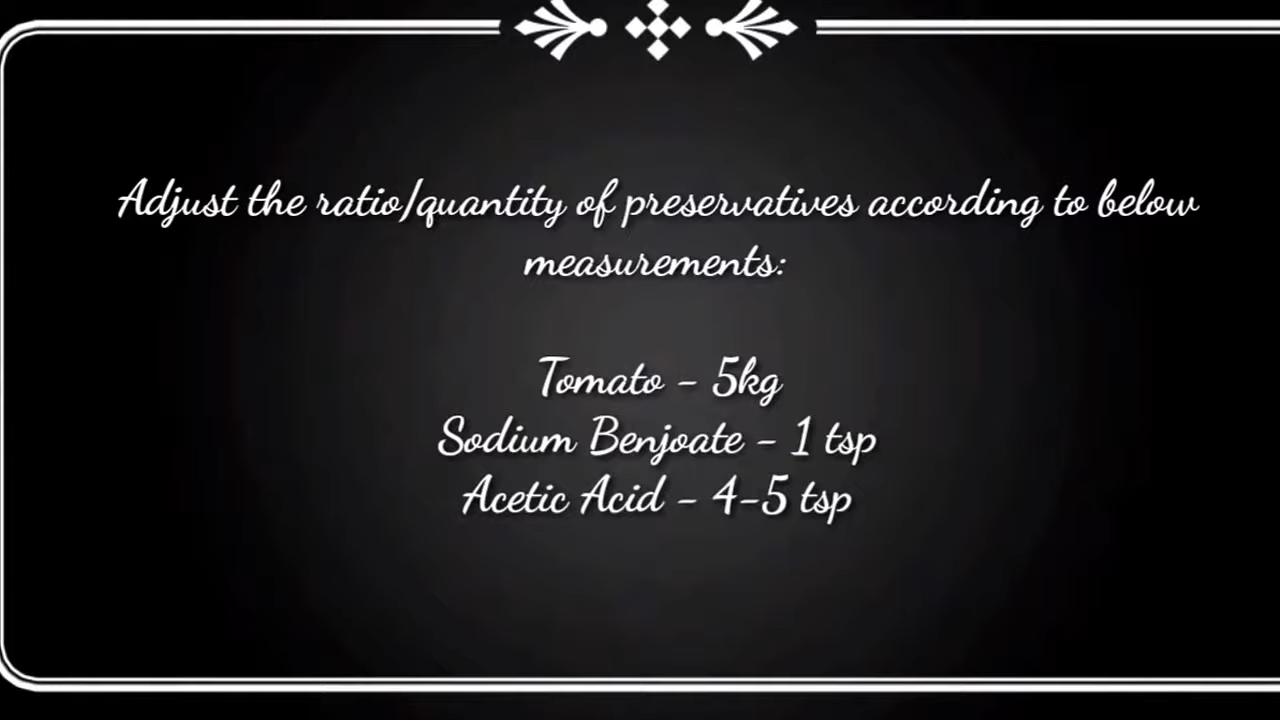 Adjust the ratio/quantity of preservatives according to below
measurements:
Tomato - 5kg
Sodium Benjoate - 1 tsp
Acetic Acid - 4-5 tsp